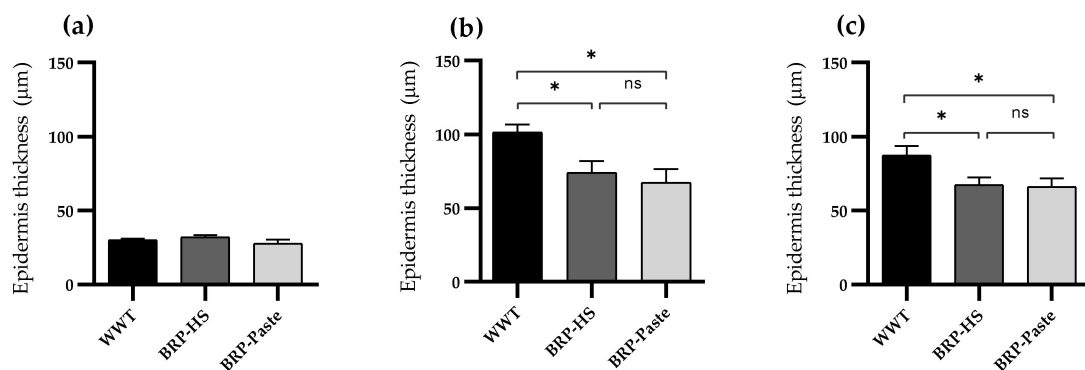 (a)
Epidermis thickness (μm)
150
100
50
0
WWT
BRP-HS
BRP-Paste
(b)
Epidermis thickness (μm)
150
100
50
0
*
*
ns
WWT
BRP-HS
BRP-Paste
(c)
Epidermis thickness (μm)
150
100
50
0
*
*
ns
WWT
BRP-HS
BRP-Paste